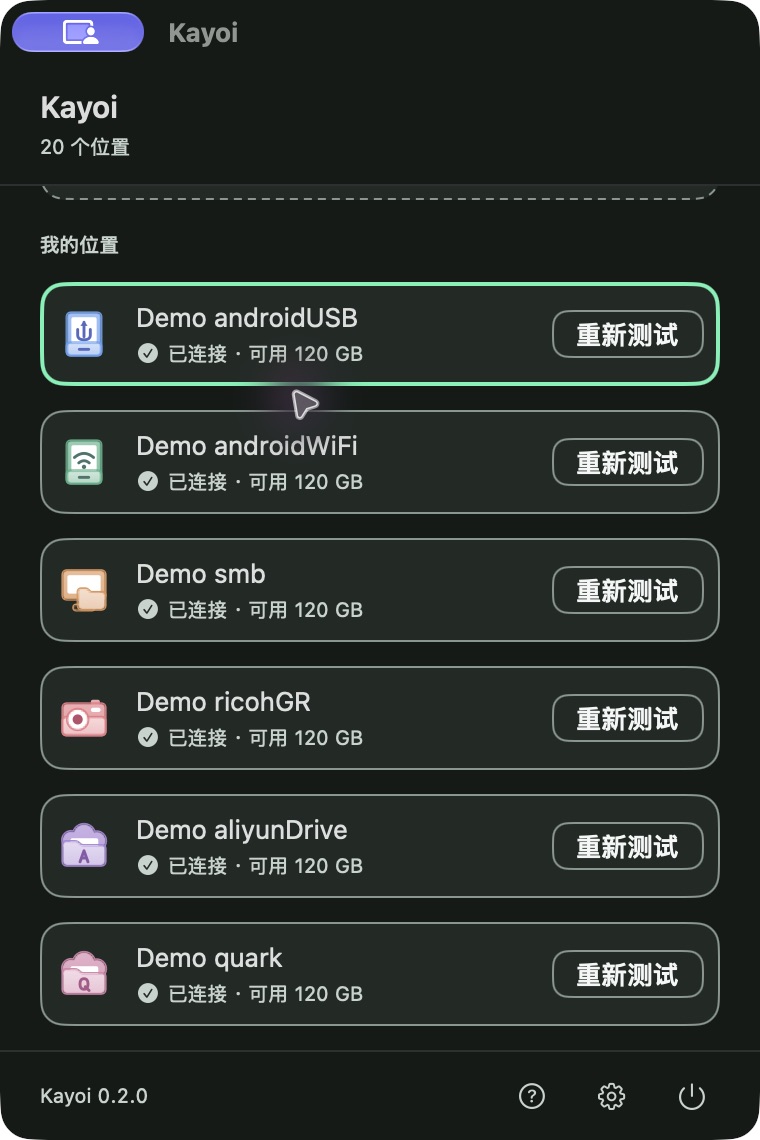 Kayoi
Kayoi
20 个位置
我的位置
Demo androidUSB
已连接 · 可用 120 GB
重新测试
Demo androidWiFi
已连接 · 可用 120 GB
重新测试
Demo smb
已连接 · 可用 120 GB
重新测试
Demo ricohGR
已连接 · 可用 120 GB
重新测试
A
Demo aliyunDrive
已连接 · 可用 120 GB
重新测试
Q
Demo quark
已连接 · 可用 120 GB
重新测试
Kayoi 0.2.0
?